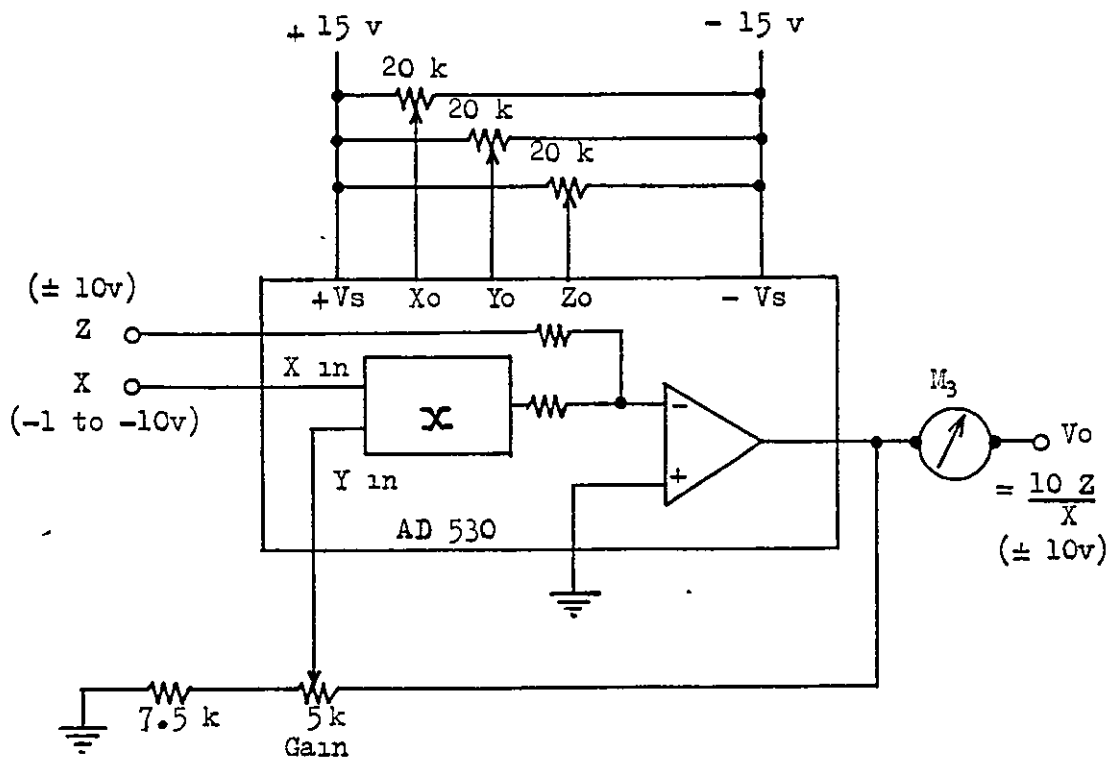 + 15 v
- 15 v
20 k
20 k
20 k
(± 10v)
+ Vs
Xo
Yo
Zo
- Vs
Z
X in
X
(-1 to -10v)
X
M3
Vo
Y in
= 10 Z
X
(± 10v)
AD 530
-
+
7.5 k
5k
Gain